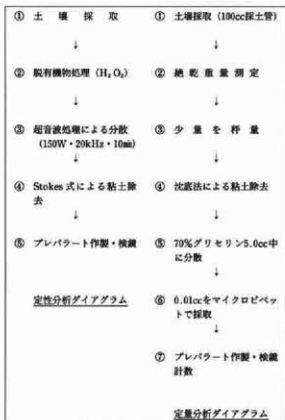 ① 土壌採取
↓
② 脱有機物処理(H₂O₂)
↓
③ 超音波処理による分散
(150W・20kHz・10min)
↓
④ Stokes式による粘土除
去
↓
⑤ プレパラート作製・検鏡
定性分析ダイアグラム
① 土壌採取(100cc採土管)
↓
② 絶乾重量測定
↓
③ 少量を秤量
↓
④ 沈底法による粘土除去
↓
⑤ 70%グリセリン5.0cc中
に分散
↓
⑥ 0.01ccをマイクロピペッ
トで採取
↓
⑦ プレパラート作製・検鏡
計数
定量分析ダイアグラム